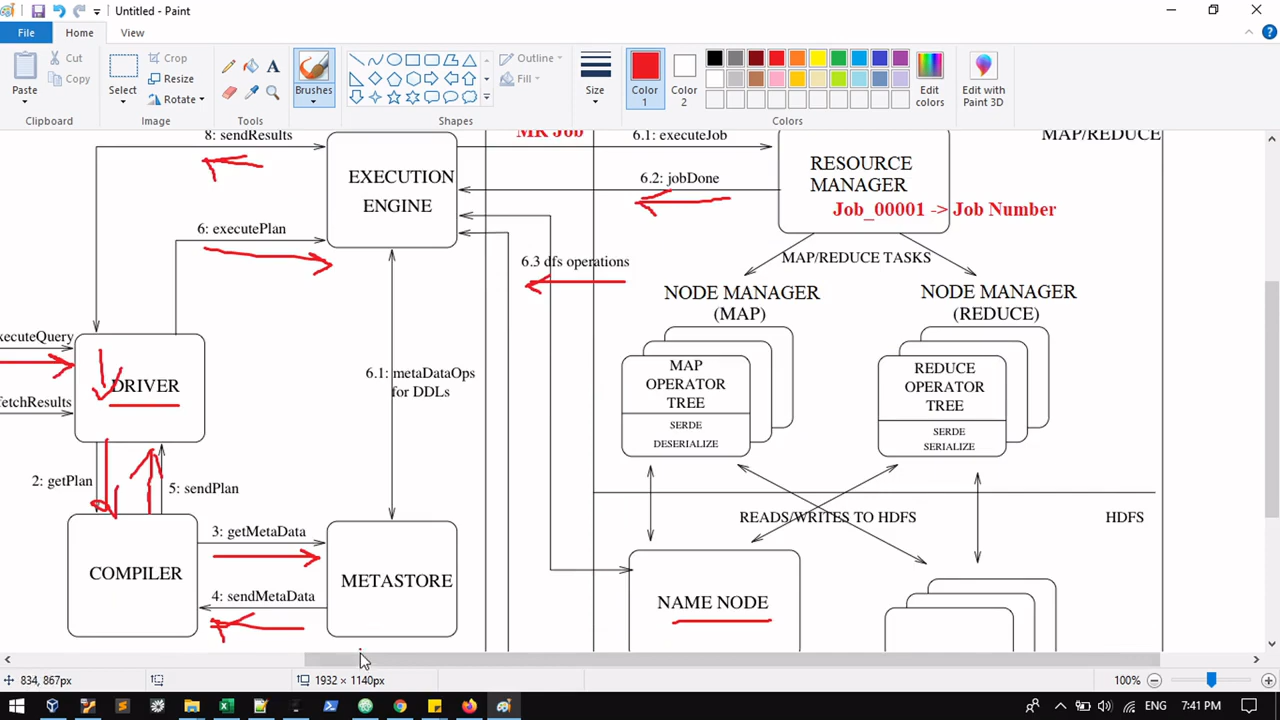 Untitled - Paint
File
Home
View
Paste
Cut
Copy
Clipboard
Select
Crop
Resize
Rotate
Image
A
Tools
Brushes
Shapes
Outline
Fill
Size
Color
1
Color
2
Colors
Edit
colors
Edit with
Paint 3D
8: sendResults
MR Job
6.1: executeJob
MAP/REDUCE
EXECUTION
ENGINE
RESOURCE
MANAGER
6.2: jobDone
Job_00001 -> Job Number
6: executePlan
6.3 dfs operations
MAP/REDUCE TASKS
NODE MANAGER
(MAP)
NODE MANAGER
(REDUCE)
xecuteQuery
DRIVER
fetchResults
6.1: metaDataOps
for DDLs
MAP
OPERATOR
TREE
SERDE
DESERIALIZE
REDUCE
OPERATOR
TREE
SERDE
SERIALIZE
2: getPlan
5: sendPlan
READS/WRITES TO HDFS
HDFS
3: getMetaData
COMPILER
METASTORE
4: sendMetaData
NAME NODE
834, 867px
1932 × 1140px
100%
ENG
7:41 PM